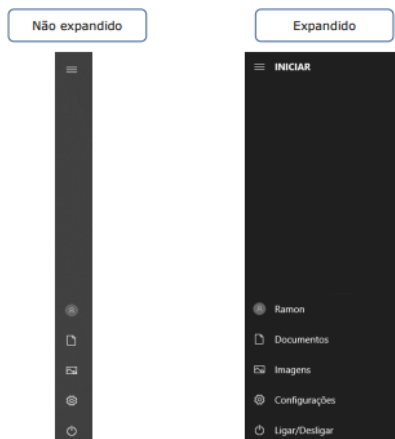 Não expandido
Expandido
INICIAR
Ramon
Documentos
Imagens
Configurações
Ligar/Desligar